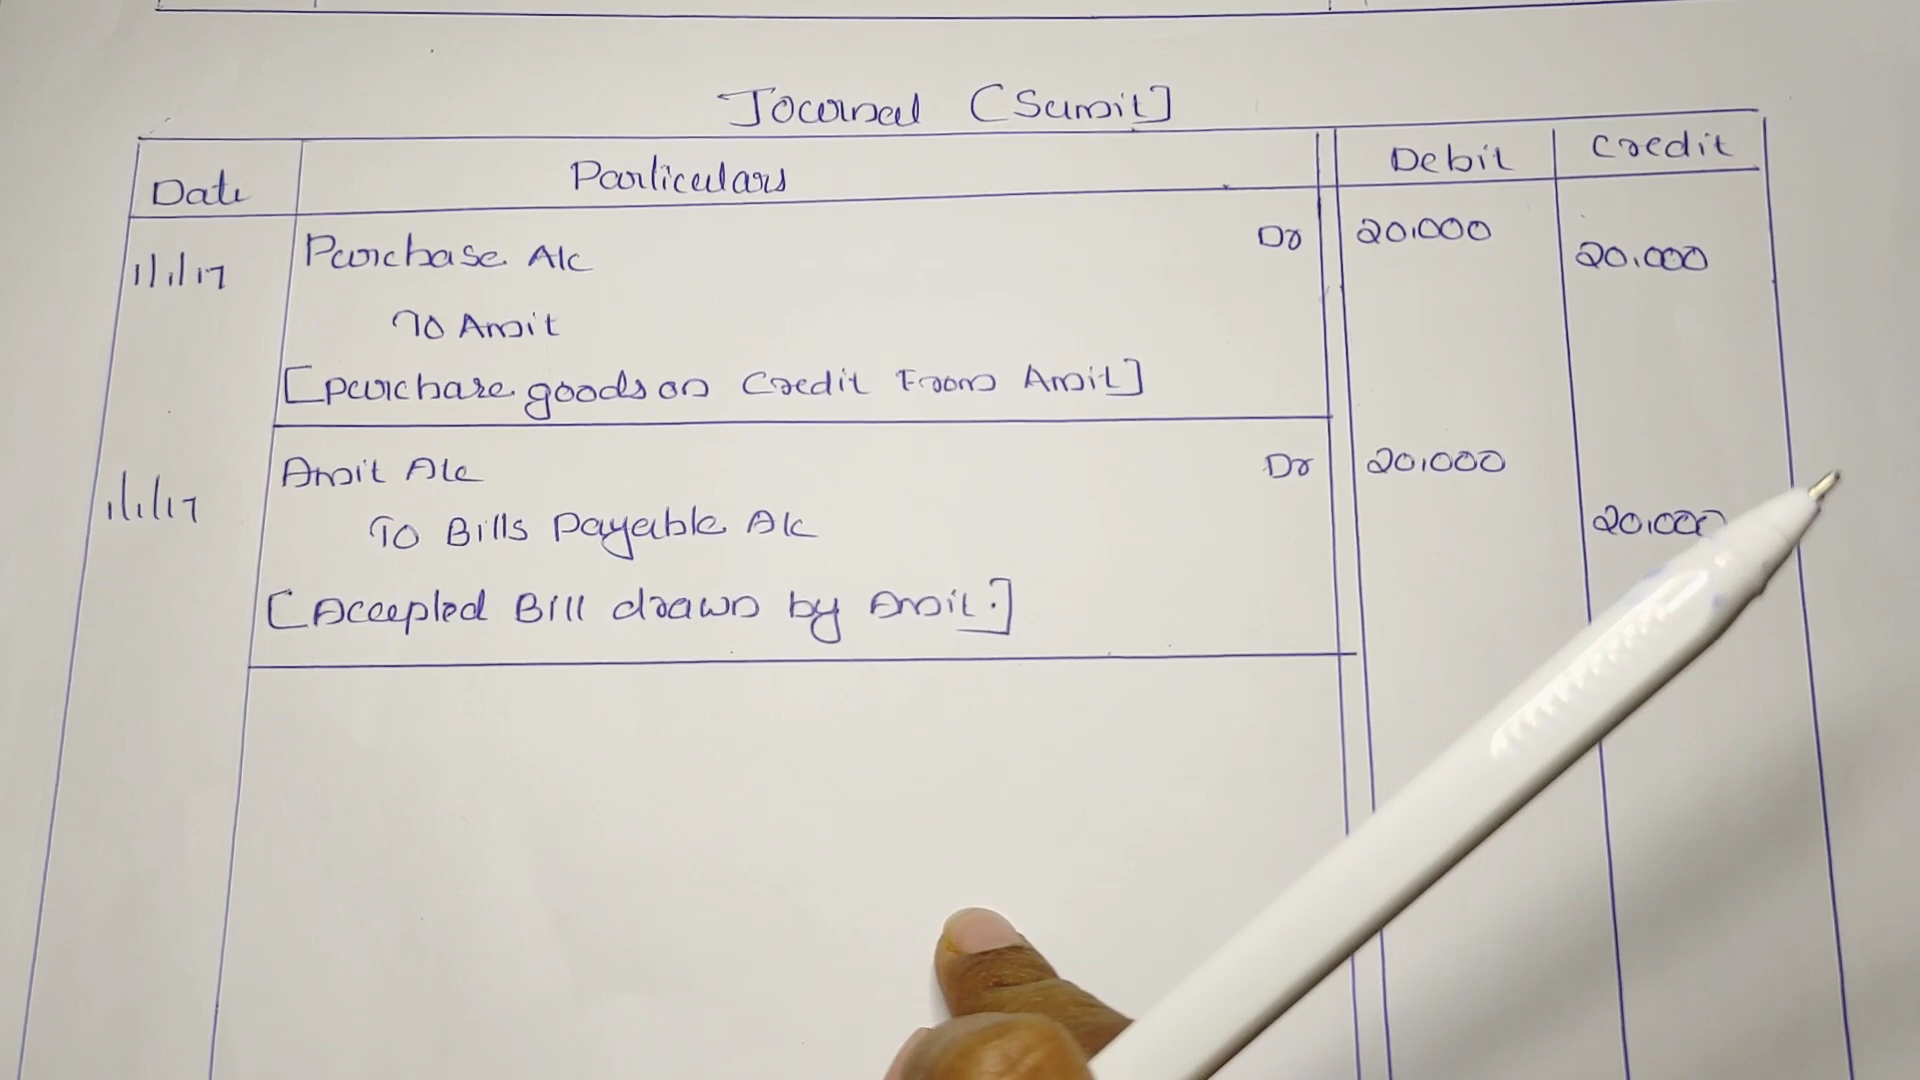 Journal [Sumit]
Date Particulars Debit Credit
1/1/17 Purchase A/c Dr 20,000
20,000
To Amit
[purchase goods on Credit From Amit]
1/1/17 Amit A/c Dr 20,000
To Bills Payable A/c 20,000
[Accepted Bill drawn by Amit.]